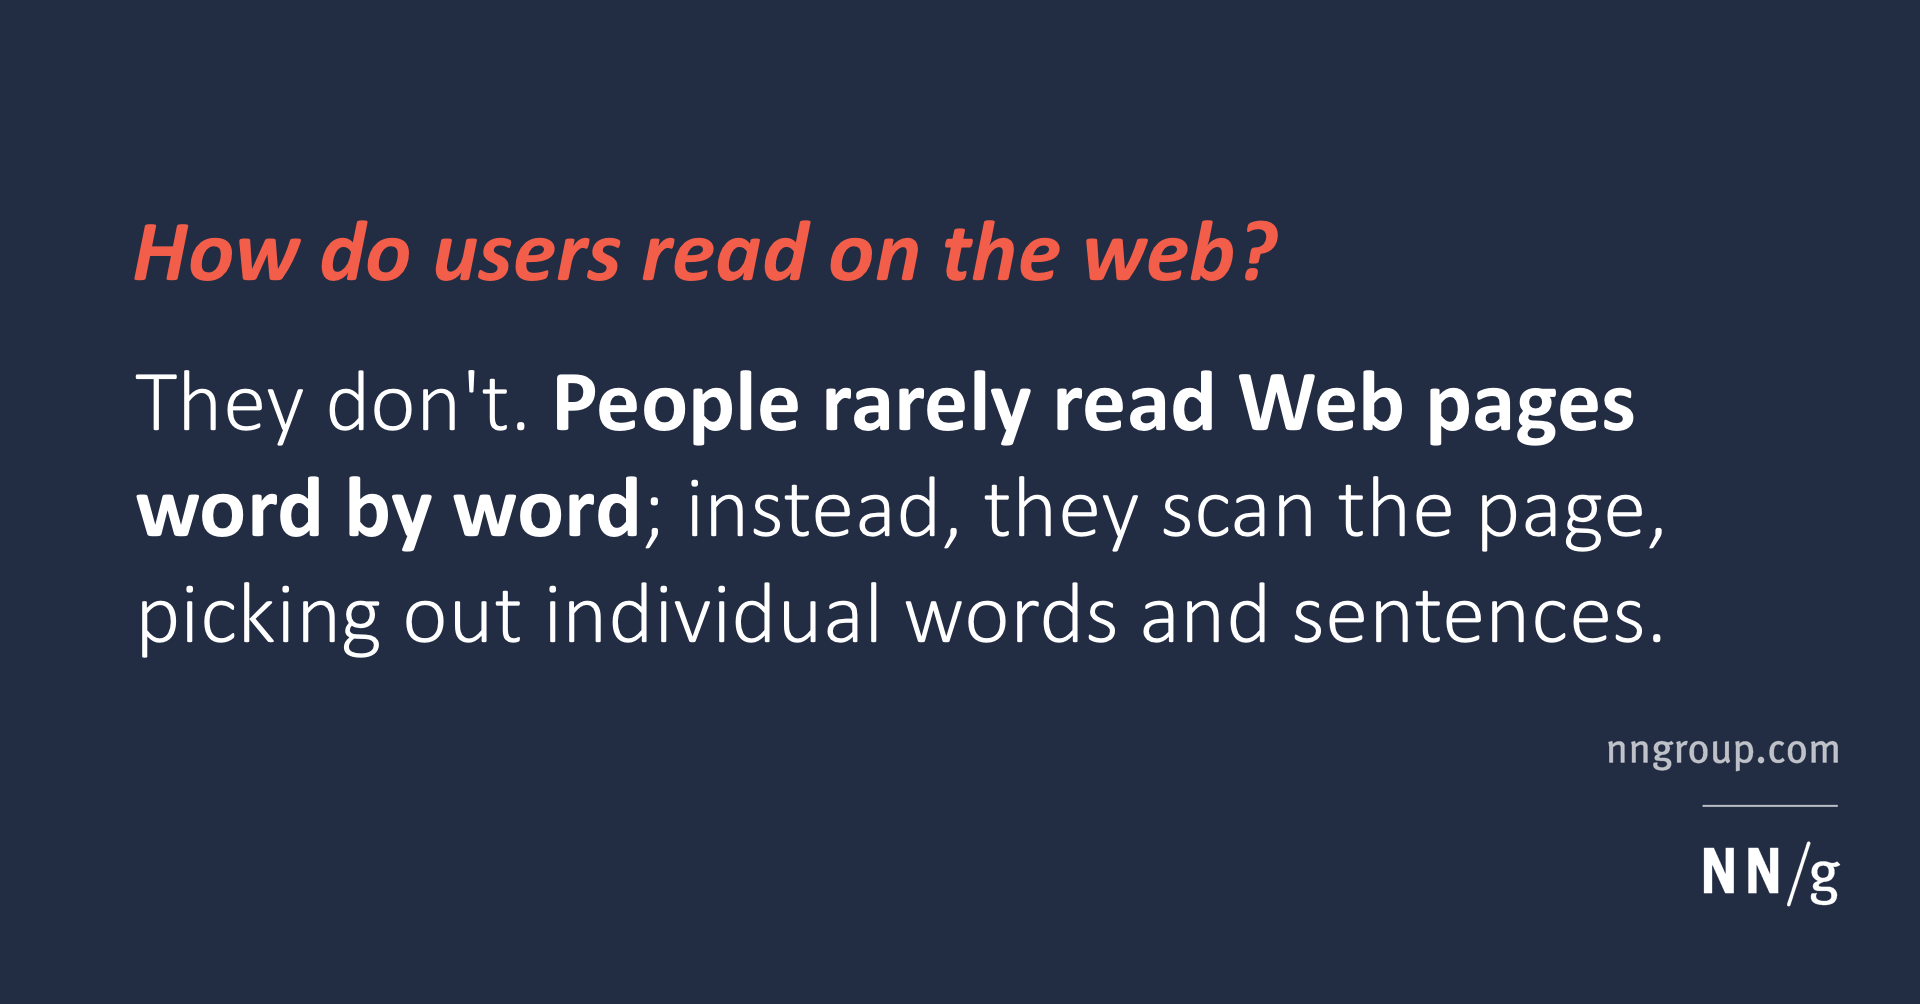 How do users read on the web?
They don't. People rarely read Web pages
word by word; instead, they scan the page,
picking out individual words and sentences.
nngroup.com
NN/g